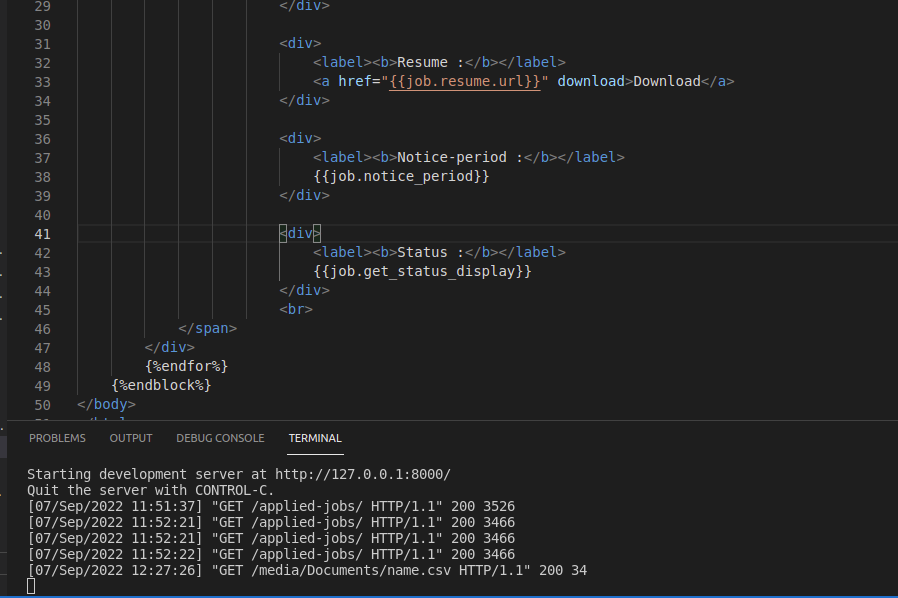 29 </div>
30
31 <div>
32 <label><b>Resume :</b></label>
33 <a href="{{job.resume.url}}" download>Download</a>
34 </div>
35
36 <div>
37 <label><b>Notice-period :</b></label>
38 {{job.notice_period}}
39 </div>
40
41 <div>
42 <label><b>Status :</b></label>
43 {{job.get_status_display}}
44 </div>
45 <br>
46 </span>
47 </div>
48 {%endfor%}
49 {%endblock%}
50 </body>
PROBLEMS OUTPUT DEBUG CONSOLE TERMINAL
Starting development server at http://127.0.0.1:8000/
Quit the server with CONTROL-C.
[07/Sep/2022 11:51:37] "GET /applied-jobs/ HTTP/1.1" 200 3526
[07/Sep/2022 11:52:21] "GET /applied-jobs/ HTTP/1.1" 200 3466
[07/Sep/2022 11:52:21] "GET /applied-jobs/ HTTP/1.1" 200 3466
[07/Sep/2022 11:52:22] "GET /applied-jobs/ HTTP/1.1" 200 3466
[07/Sep/2022 12:27:26] "GET /media/Documents/name.csv HTTP/1.1" 200 34